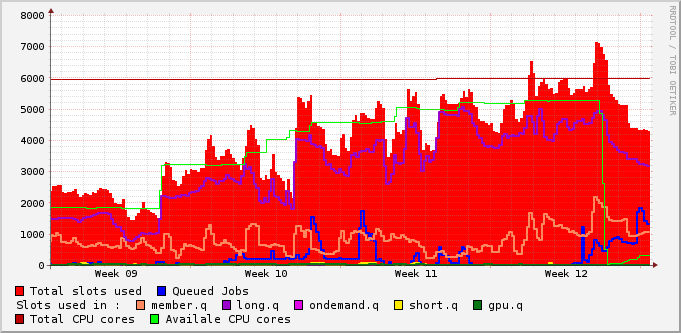 8000
7000
6000
5000
4000
3000
2000
1000
0
Week 09 Week 10 Week 11 Week 12
RRDTOOL / TOBI OETIKER
Total slots used Queued Jobs
Slots used in : member.q long.q ondemand.q short.q gpu.q
Total CPU cores Availale CPU cores